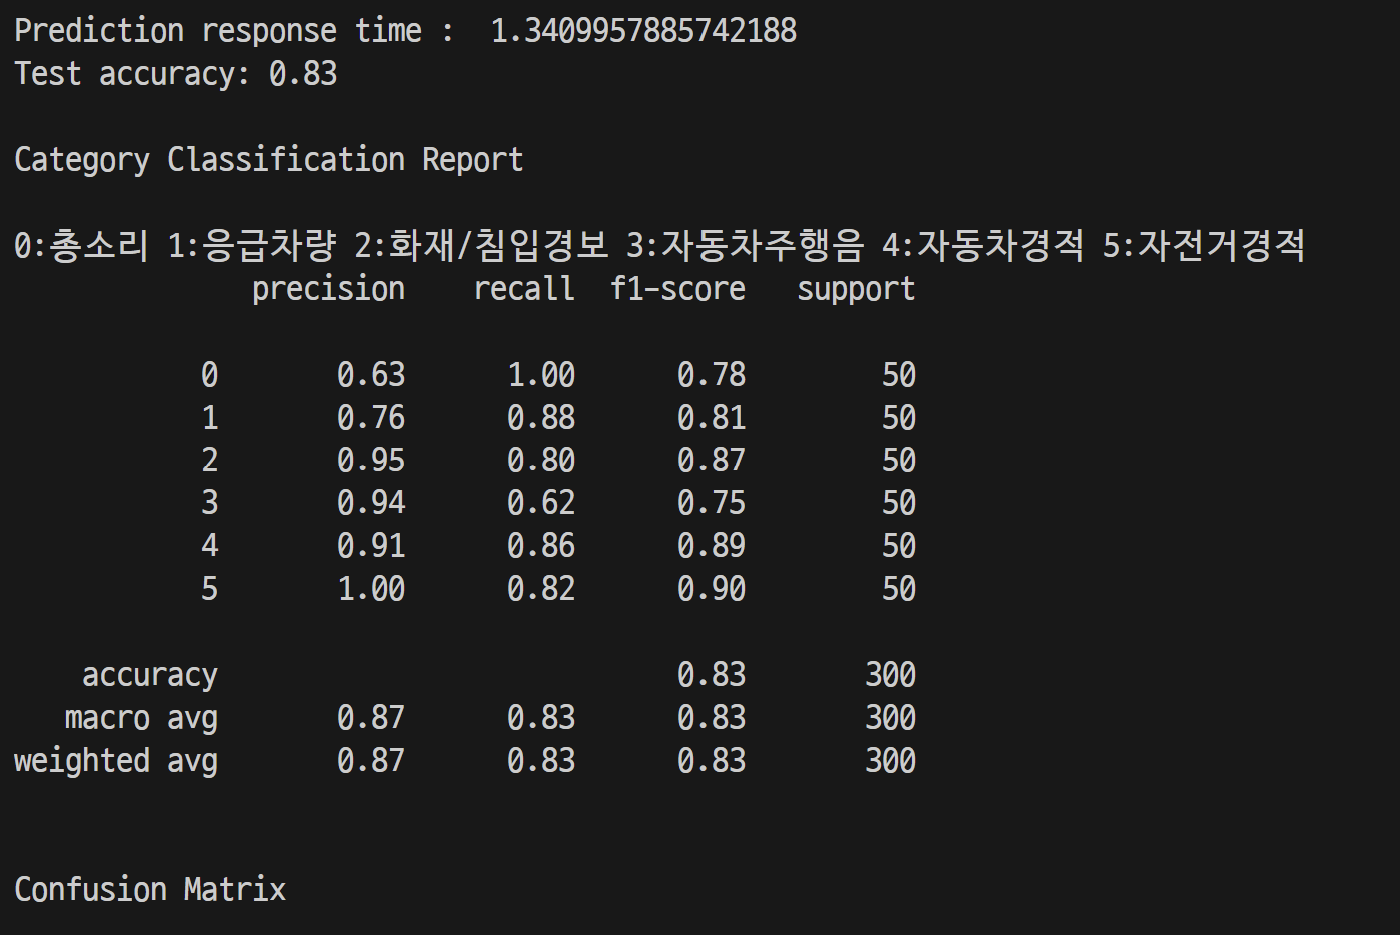 Prediction response time :  1.3409957885742188
Test accuracy: 0.83
Category Classification Report
0:총소리 1:응급차량 2:화재/침입경보 3:자동차주행음 4:자동차경적 5:자전거경적
precision recall f1-score support
0 0.63 1.00 0.78 50
1 0.76 0.88 0.81 50
2 0.95 0.80 0.87 50
3 0.94 0.62 0.75 50
4 0.91 0.86 0.89 50
5 1.00 0.82 0.90 50
accuracy 0.83 300
macro avg 0.87 0.83 0.83 300
weighted avg 0.87 0.83 0.83 300
Confusion Matrix